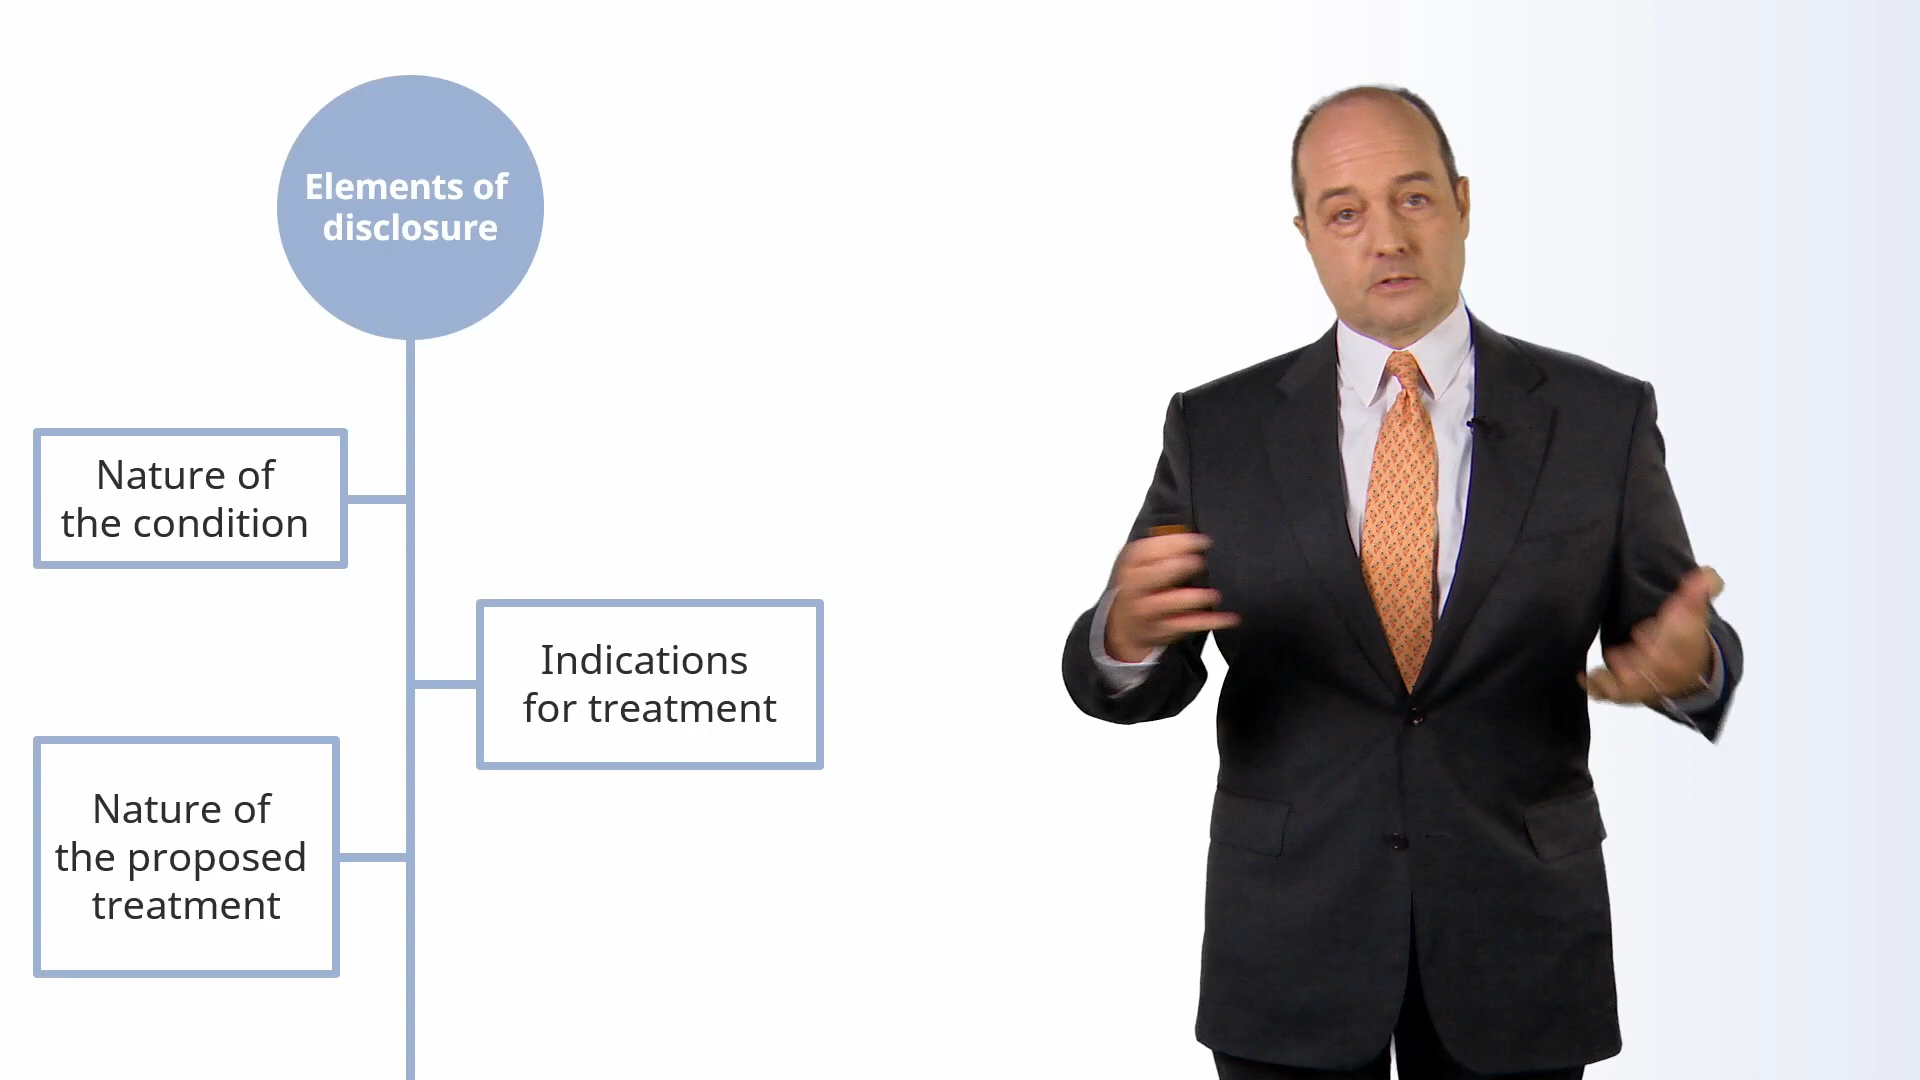 Elements of
disclosure
Nature of
the condition
Indications
for treatment
Nature of
the proposed
treatment